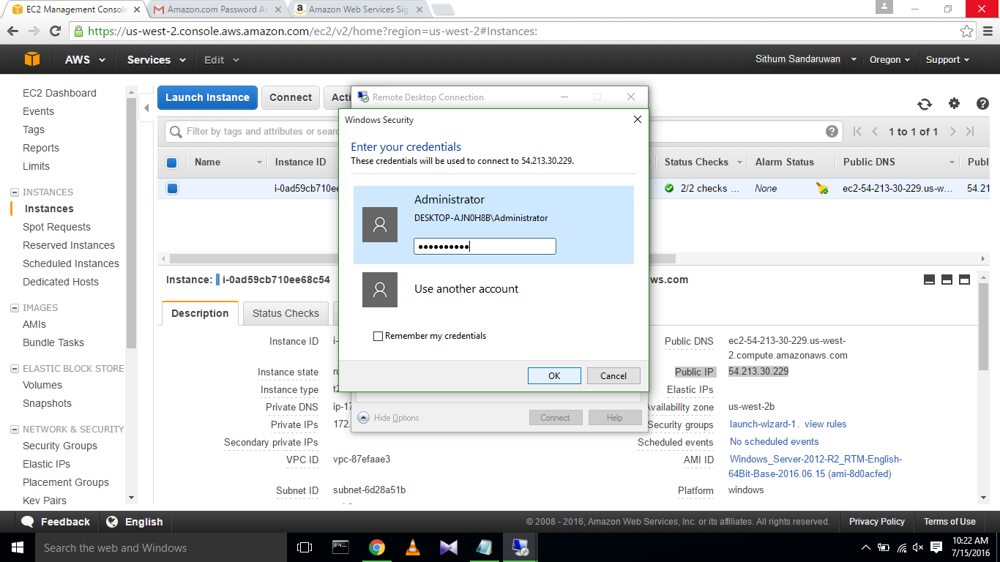 EC2 Management Console
Amazon.com Password As
Amazon Web Services Sig
https://us-west-2.console.aws.amazon.com/ec2/v2/home?region=us-west-2#Instances:
AWS
Services
Edit
Sithum Sandaruwan
Oregon
Support
EC2 Dashboard
Events
Tags
Reports
Limits
INSTANCES
Instances
Spot Requests
Reserved Instances
Scheduled Instances
Dedicated Hosts
IMAGES
AMIs
Bundle Tasks
ELASTIC BLOCK STORE
Volumes
Snapshots
NETWORK & SECURITY
Security Groups
Elastic IPs
Placement Groups
Key Pairs
Launch Instance
Connect
Acti
Filter by tags and attributes or searc
1 to 1 of 1
Name
Instance ID
Status Checks
Alarm Status
Public DNS
Publ
i-0ad59cb710ee
2/2 checks ...
None
ec2-54-213-30-229.us-w...
54.21
Remote Desktop Connection
Windows Security
Enter your credentials
These credentials will be used to connect to 54.213.30.229.
Administrator
DESKTOP-AJN0H8B\Administrator
••••••••••
Use another account
Remember my credentials
OK
Cancel
Hide Options
Connect
Help
Instance:
i-0ad59cb710ee68c54
ws.com
Description
Status Checks
Instance ID
i-
Instance state
ru
Instance type
t2
Private DNS
ip-17
Private IPs
172.
Secondary private IPs
VPC ID
vpc-87efaae3
Subnet ID
subnet-6d28a51b
Public DNS
ec2-54-213-30-229.us-west-
2.compute.amazonaws.com
Public IP
54.213.30.229
Elastic IPs
Availability zone
us-west-2b
Security groups
launch-wizard-1. view rules
Scheduled events
No scheduled events
AMI ID
Windows_Server-2012-R2_RTM-English-
64Bit-Base-2016.06.15 (ami-8d0acfed)
Platform
windows
Feedback
English
© 2008 - 2016, Amazon Web Services, Inc. or its affiliates. All rights reserved.
Privacy Policy
Terms of Use
Search the web and Windows
10:22 AM
7/15/2016